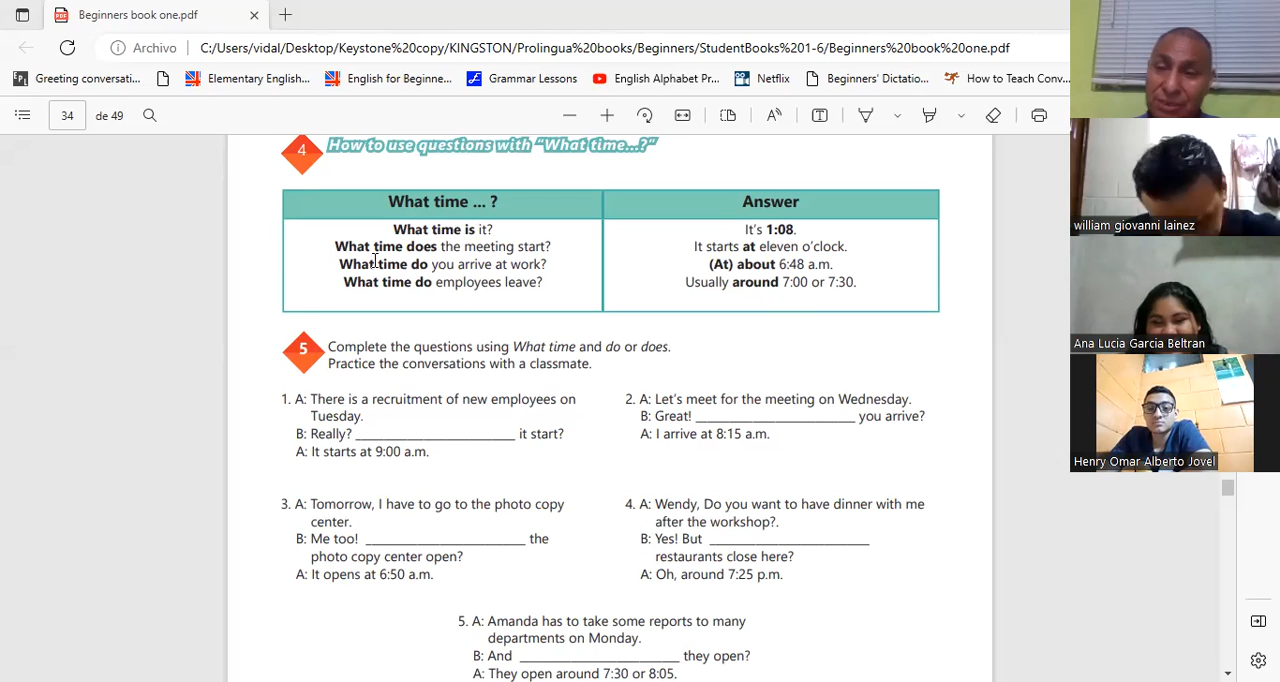 Beginners book one.pdf
Archivo
C:/Users/vidal/Desktop/Keystone%20copy/KINGSTON/Prolingua%20books/Beginners/StudentBooks%201-6/Beginners%20book%20one.pdf
Greeting conversati...
Elementary English...
English for Beginne...
Grammar Lessons
English Alphabet Pr...
Netflix
Beginners' Dictatio...
How to Teach Conv...
34
de 49
4
How to use questions with “What time...?”
What time ... ?
Answer
What time is it?
It's 1:08.
What time does the meeting start?
It starts at eleven o'clock.
What time do you arrive at work?
(At) about 6:48 a.m.
What time do employees leave?
Usually around 7:00 or 7:30.
5
Complete the questions using What time and do or does.
Practice the conversations with a classmate.
1. A: There is a recruitment of new employees on
Tuesday.
B: Really? ____________________ it start?
A: It starts at 9:00 a.m.
2. A: Let's meet for the meeting on Wednesday.
B: Great! ____________________ you arrive?
A: I arrive at 8:15 a.m.
3. A: Tomorrow, I have to go to the photo copy
center.
B: Me too! ____________________ the
photo copy center open?
A: It opens at 6:50 a.m.
4. A: Wendy, Do you want to have dinner with me
after the workshop?.
B: Yes! But ____________________
restaurants close here?
A: Oh, around 7:25 p.m.
5. A: Amanda has to take some reports to many
departments on Monday.
B: And ____________________ they open?
A: They open around 7:30 or 8:05.
william giovanni lainez
Ana Lucia Garcia Beltran
Henry Omar Alberto Jovel